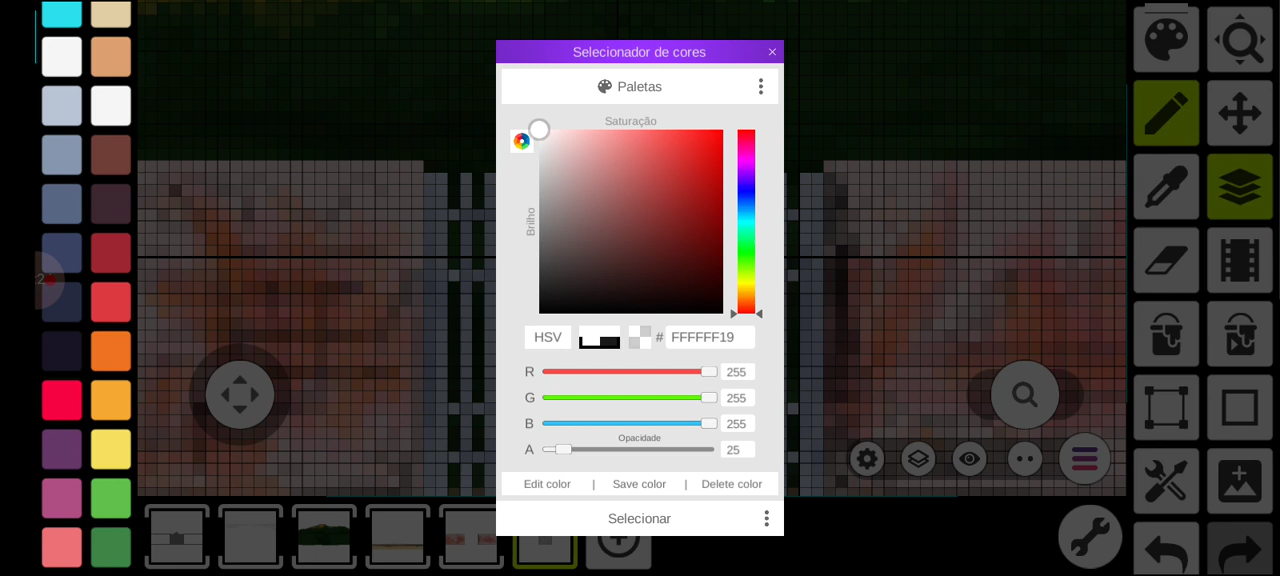 Selecionador de cores ×
Paletas
Saturação
Brilho
HSV # FFFFFF19
R 255
G 255
B 255
Opacidade
A 25
Edit color | Save color | Delete color
Selecionar
2